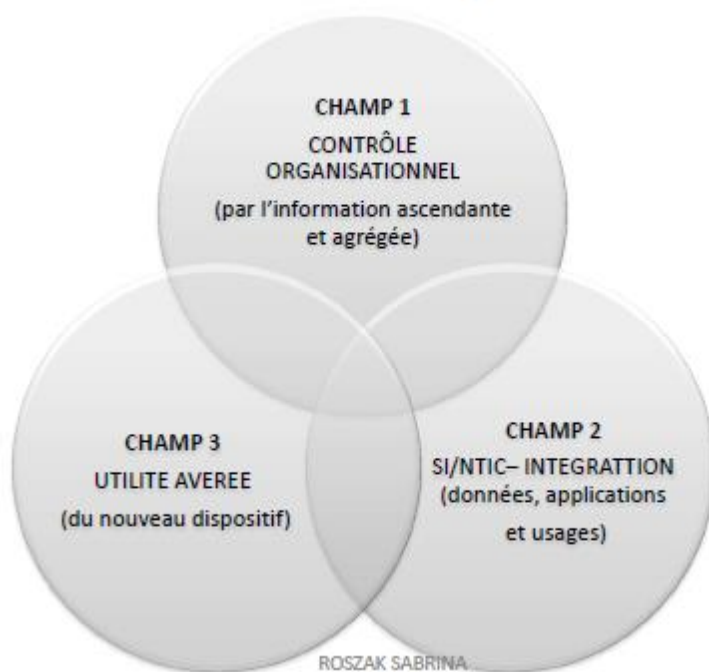 CHAMP 1
CONTRÔLE
ORGANISATIONNEL
(par l'information ascendante
et agrégée)
CHAMP 3
UTILITE AVEREE
(du nouveau dispositif)
CHAMP 2
SI/NTIC– INTEGRATTION
(données, applications
et usages)
ROSZAK SABRINA